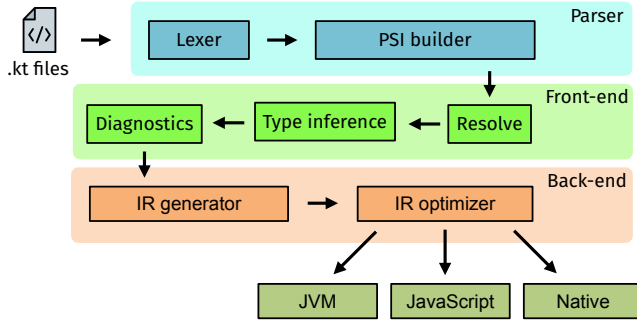 Parser
</>
Lexer
PSI builder
.kt files
Front-end
Diagnostics
Type inference
Resolve
Back-end
IR generator
IR optimizer
JVM
JavaScript
Native